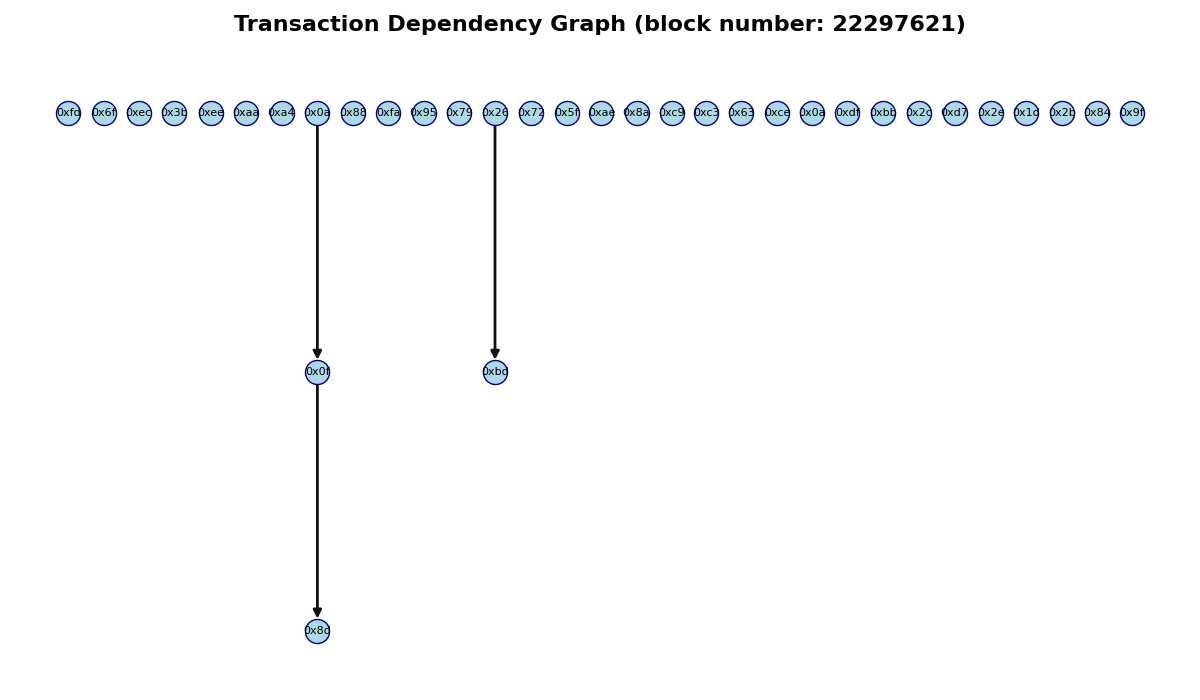 Transaction Dependency Graph (block number: 22297621)
0xfd 0x6f 0xec 0x3b 0xee 0xaa 0xa4 0x0a 0x88 0xfa 0x95 0x79 0x26 0x72 0x5f 0xae 0x8a 0xc9 0xc3 0x63 0xce 0x0a 0xdf 0xbb 0x2c 0xd7 0x2e 0x1d 0x2b 0x84 0x9f
0x0f 0xbd
0x8d